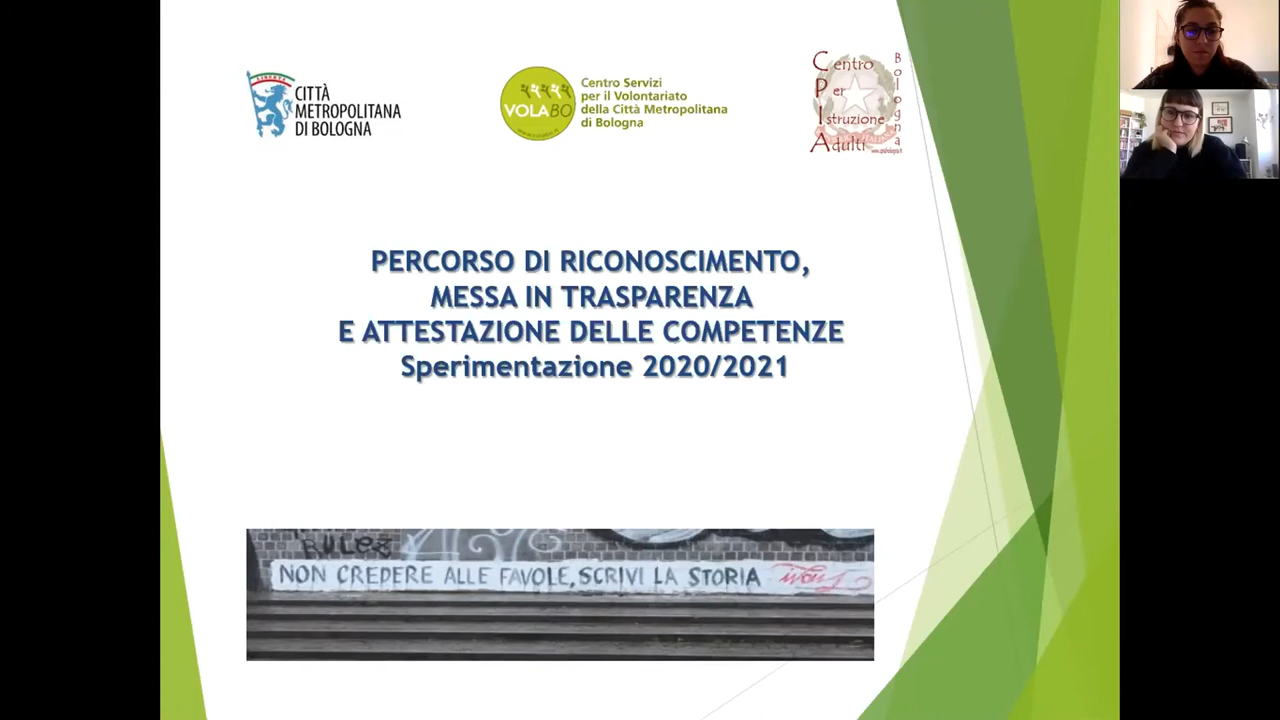 LIBERTAS
CITTÀ
METROPOLITANA
DI BOLOGNA
VOLABO
Centro Servizi
per il Volontariato
della Città Metropolitana
di Bologna
Centro
Per
Istruzione
Adulti
Bologna
PERCORSO DI RICONOSCIMENTO,
MESSA IN TRASPARENZA
E ATTESTAZIONE DELLE COMPETENZE
Sperimentazione 2020/2021
RULEZ
NON CREDERE ALLE FAVOLE, SCRIVI LA STORIA